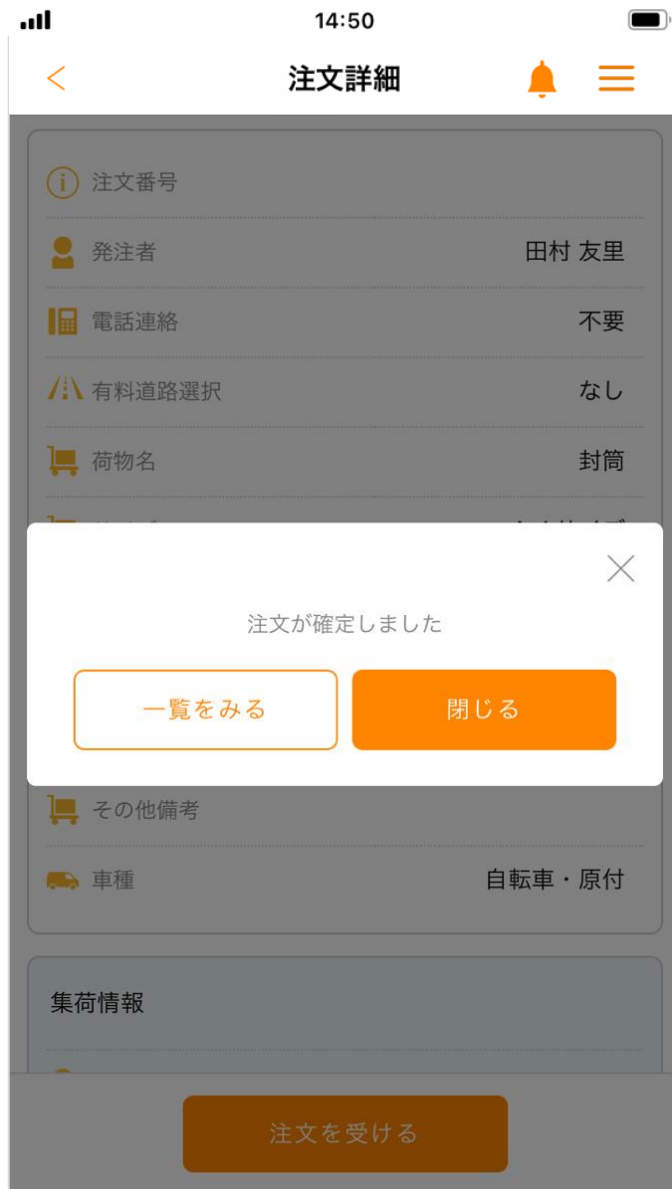 14:50
注文詳細
注文番号
発注者 田村 友里
電話連絡 不要
有料道路選択 なし
荷物名 封筒
注文が確定しました
一覧をみる 閉じる
その他備考
車種 自転車・原付
集荷情報
注文を受ける